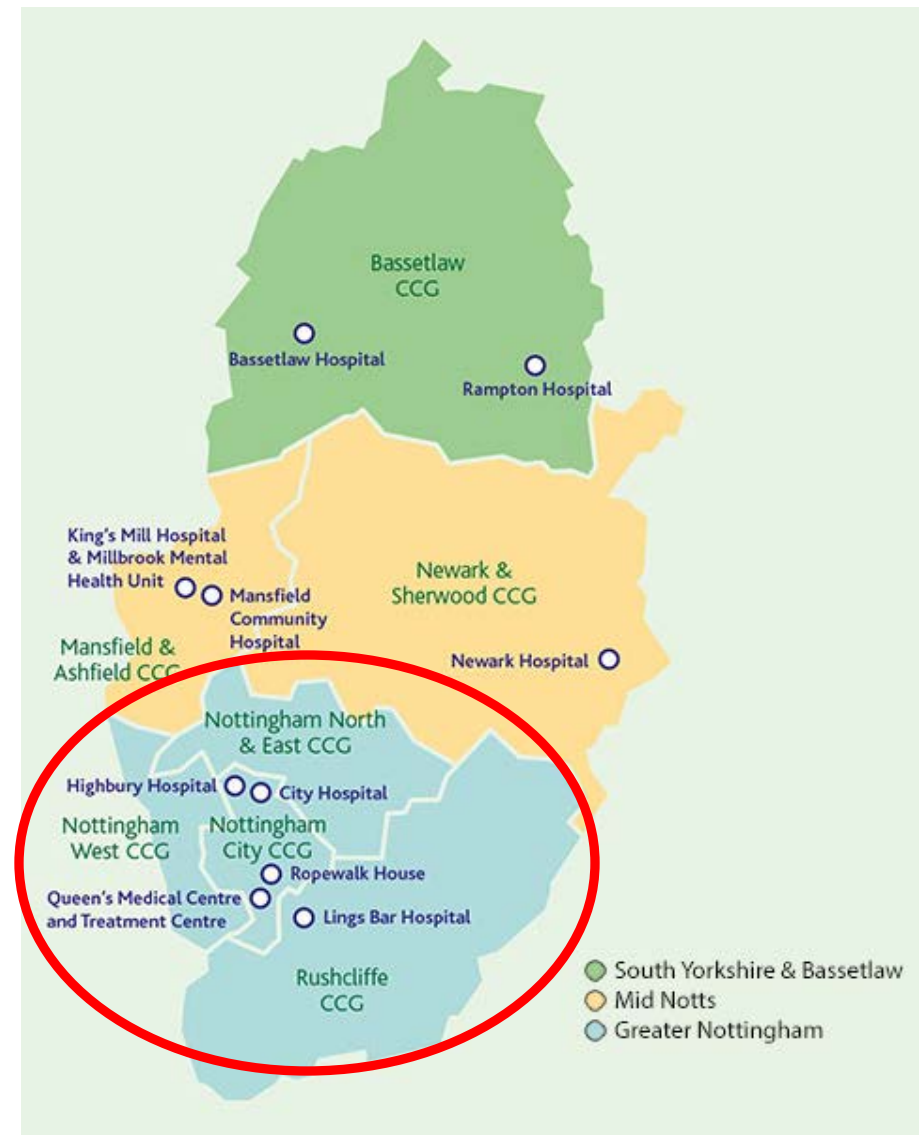 Bassetlaw
CCG
Bassetlaw Hospital
Rampton Hospital
King's Mill Hospital
& Millbrook Mental
Health Unit
Mansfield
Community
Hospital
Newark &
Sherwood CCG
Mansfield &
Ashfield CCG
Newark Hospital
Nottingham North
& East CCG
Highbury Hospital
City Hospital
Nottingham
West CCG
Nottingham
City CCG
Ropewalk House
Queen's Medical Centre
and Treatment Centre
Lings Bar Hospital
Rushcliffe
CCG
South Yorkshire & Bassetlaw
Mid Notts
Greater Nottingham